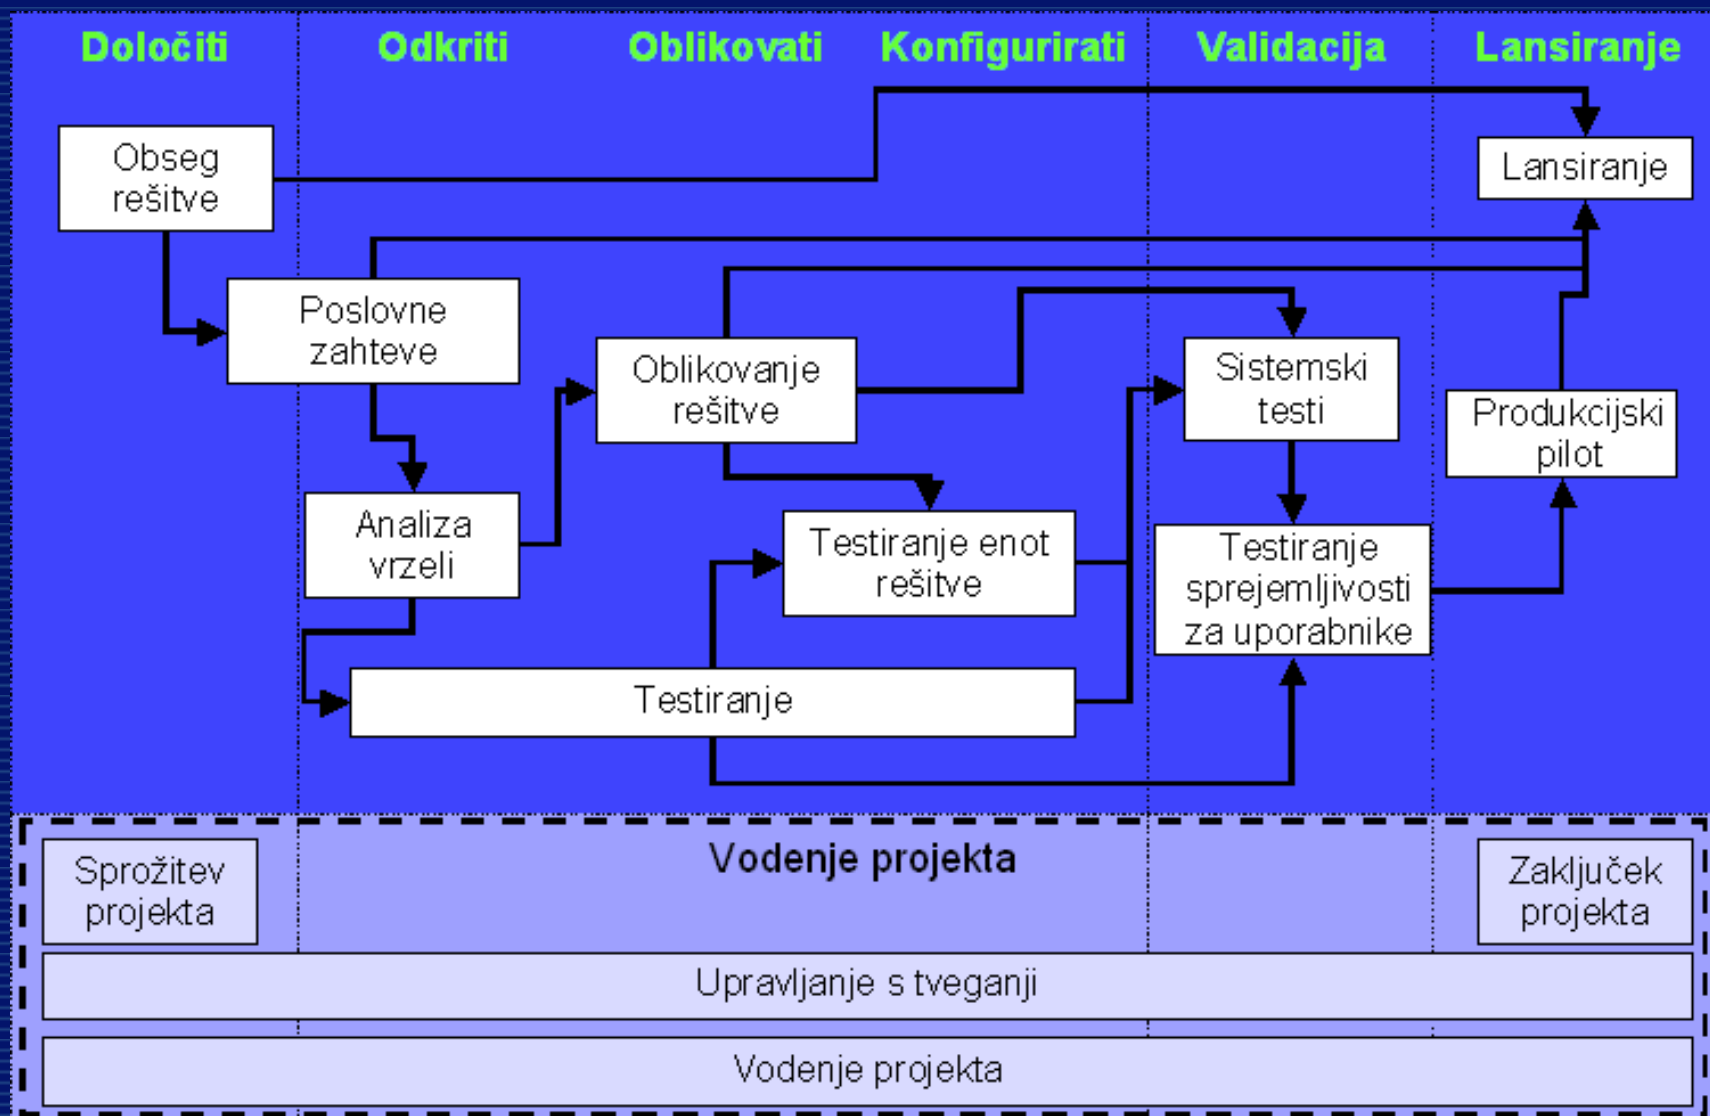 Določiti Odkriti Oblikovati Konfigurirati Validacija Lansiranje
Obseg
rešitve
Lansiranje
Poslovne
zahteve
Oblikovanje
rešitve
Sistemski
testi
Produkcijski
pilot
Analiza
vrzeli
Testiranje enot
rešitve
Testiranje
sprejemljivosti
za uporabnike
Testiranje
Vodenje projekta
Sprožitev
projekta
Zaključek
projekta
Upravljanje s tveganji
Vodenje projekta